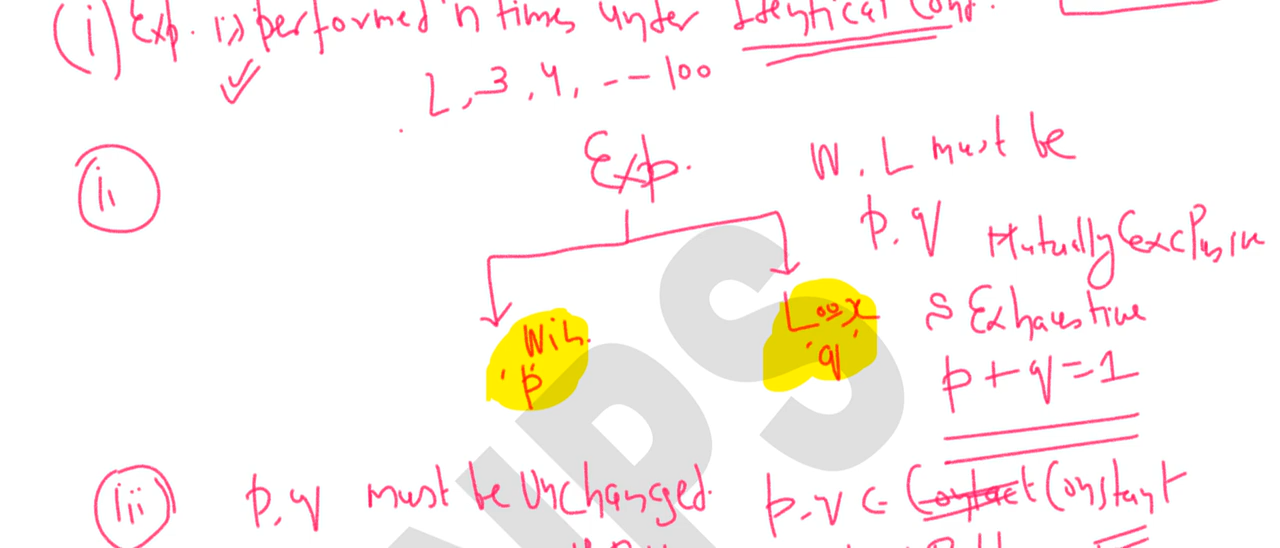 (i) Exp. is performed 'n' times under Identical Cond.
2, 3, 4, -- 100
Exp.
W, L must be
(ii)
p, q Mutually Exclusive
Win. Loss & Exhaustive
'p' 'q' p + q = 1
(iii) p, q must be Unchanged. p, q = Constant